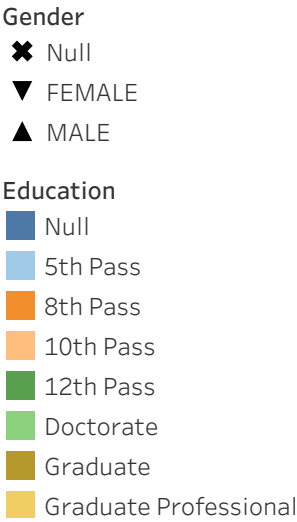 Gender
Null
FEMALE
MALE
Education
Null
5th Pass
8th Pass
10th Pass
12th Pass
Doctorate
Graduate
Graduate Professional